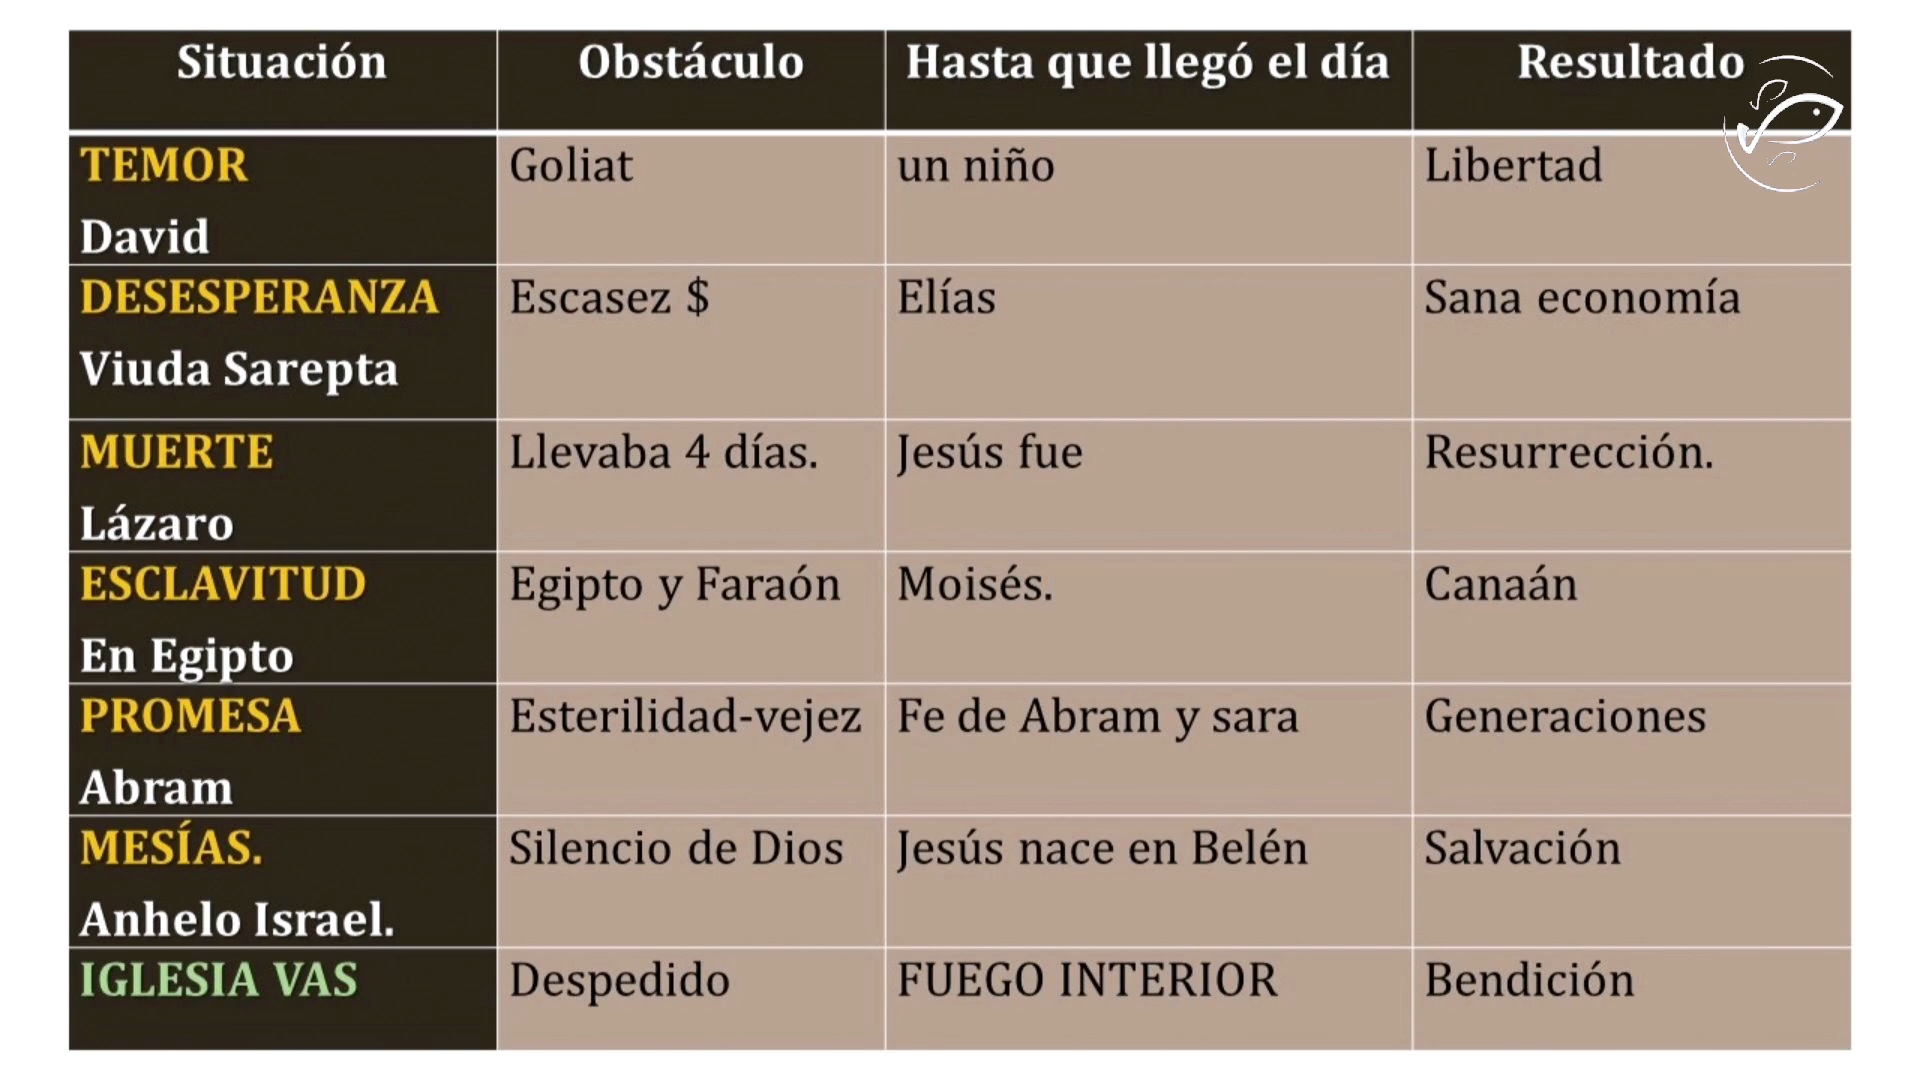 Situación Obstáculo Hasta que llegó el día Resultado
TEMOR Goliat un niño Libertad
David
DESESPERANZA Escasez $ Elías Sana economía
Viuda Sarepta
MUERTE Llevaba 4 días. Jesús fue Resurrección.
Lázaro
ESCLAVITUD Egipto y Faraón Moisés. Canaán
En Egipto
PROMESA Esterilidad-vejez Fe de Abram y sara Generaciones
Abram
MESÍAS. Silencio de Dios Jesús nace en Belén Salvación
Anhelo Israel.
IGLESIA VAS Despedido FUEGO INTERIOR Bendición